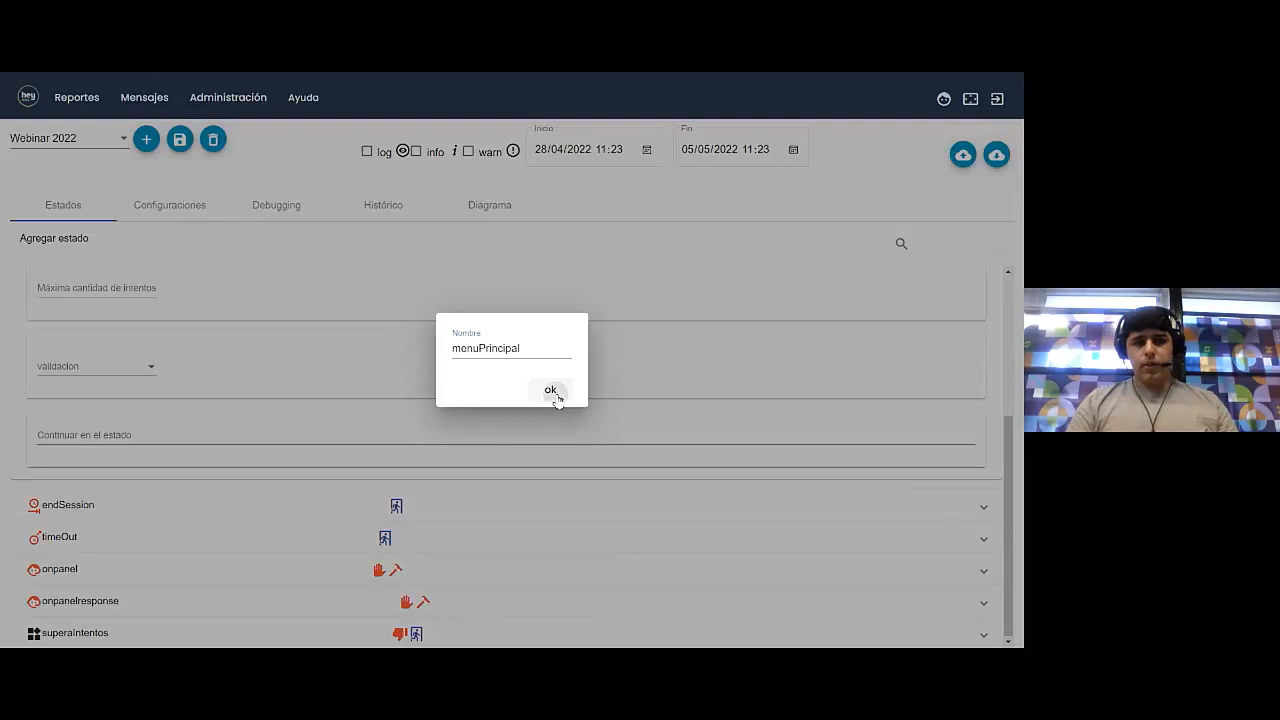 hey
Reportes
Mensajes
Administración
Ayuda
Webinar 2022
log
info
warn
Inicio
28/04/2022 11:23
Fin
05/05/2022 11:23
Estados
Configuraciones
Debugging
Histórico
Diagrama
Agregar estado
Máxima cantidad de intentos
Nombre
menuPrincipal
ok
validacion
Continuar en el estado
endSession
timeOut
onpanel
onpanelresponse
superaIntentos